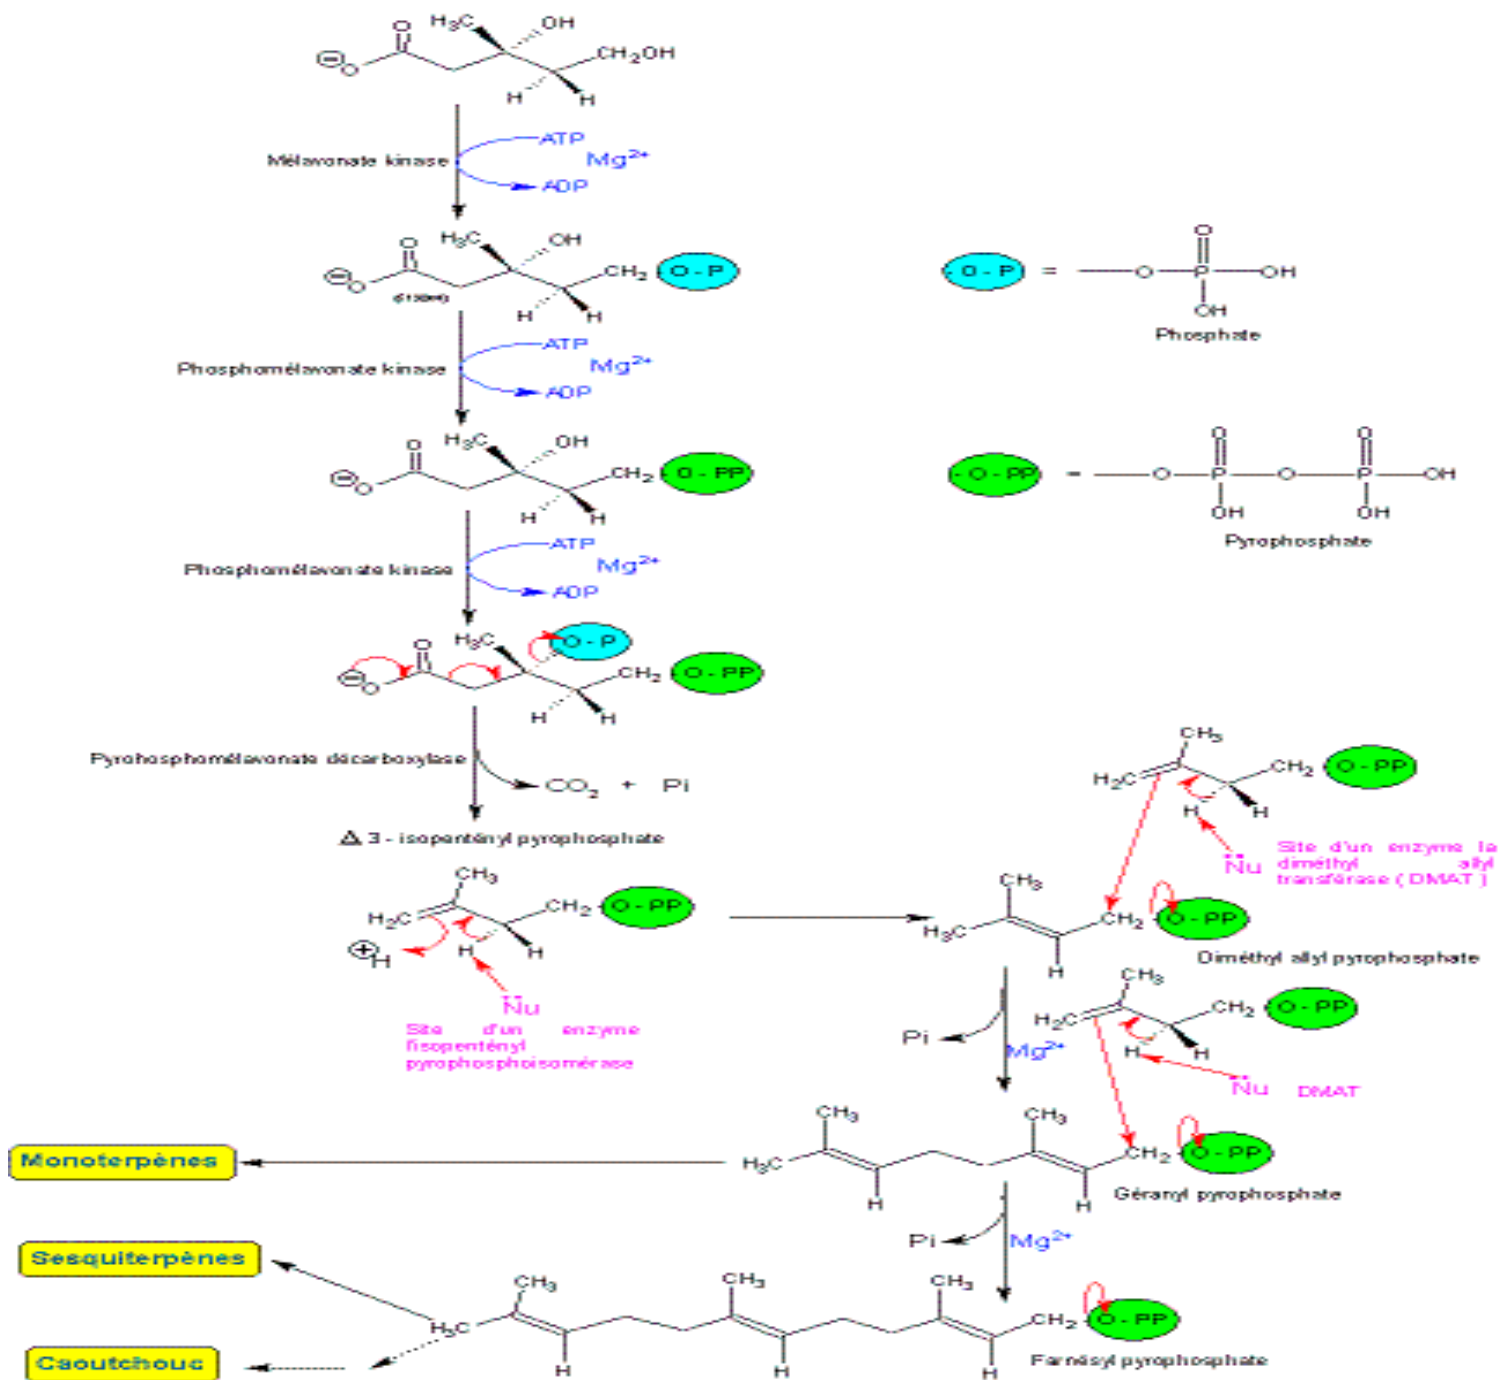 H₃C
OH
O
⊖O
CH₂OH
H
H
ATP
Mélavonate kinase
Mg²⁺
ADP
H₃C
OH
O
⊖O
CH₂
O - P
H
H
- O - P
=
O
O
P
OH
OH
Phosphate
ATP
Phosphomélavonate kinase
Mg²⁺
ADP
H₃C
OH
O
⊖O
CH₂
O - PP
H
H
- O - PP
=
O
O
O
P
O
P
OH
OH
OH
Pyrophosphate
ATP
Phosphomélavonate kinase
Mg²⁺
ADP
H₃C
O - P
O
⊖O
CH₂
O - PP
H
H
Pyrohosphomélavonate décarboxylase
CO₂ + Pi
Δ 3 - isopentényl pyrophosphate
CH₃
H₂C
CH₂
O - PP
⊕H
H
H
Nu
Site d'un enzyme
l'isopentényl
pyrophosphoisomérase
CH₃
H₂C
CH₂
O - PP
H
H
Nu
Site d'un enzyme la
diméthyl allyl
transférase ( DMAT )
CH₃
H₃C
CH₂
O - PP
H
Diméthyl allyl pyrophosphate
CH₃
H₂C
CH₂
O - PP
H
H
Pi
Mg²⁺
Nu
DMAT
CH₃
CH₃
Monoterpènes
H₃C
CH₂
O - PP
H
H
Géranyl pyrophosphate
Pi
Mg²⁺
Sesquiterpènes
CH₃
CH₃
CH₃
H₃C
CH₂
O - PP
H
H
H
Farnésyl pyrophosphate
Caoutchouc